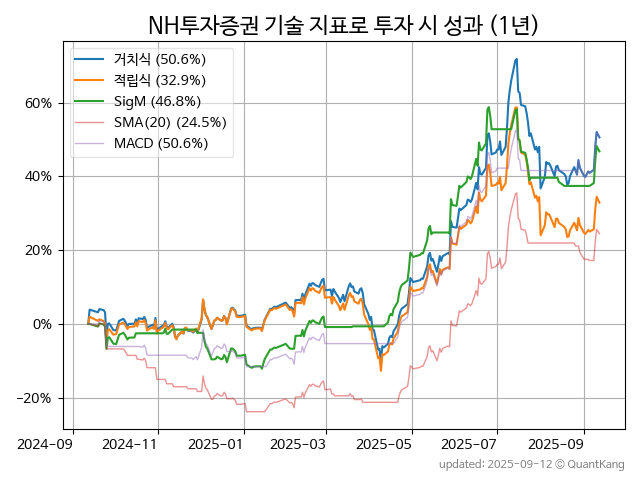 NH투자증권 기술 지표로 투자 시 성과 (1년)
거치식 (50.6%)
적립식 (32.9%)
SigM (46.8%)
SMA(20) (24.5%)
MACD (50.6%)
60%
40%
20%
0%
−20%
2024-09
2024-11
2025-01
2025-03
2025-05
2025-07
2025-09
updated: 2025-09-12 © QuantKang